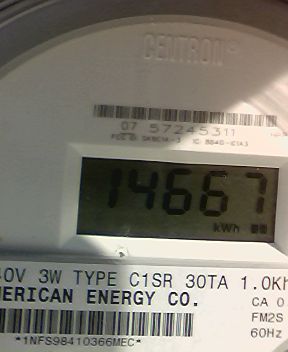 CENTRON
07 57245311
14667
kWh
40V 3W TYPE C1SR 30TA 1.0Kh
MERICAN ENERGY CO.
CA 0.
FM2S
60Hz
*1NFS98410366MEC*